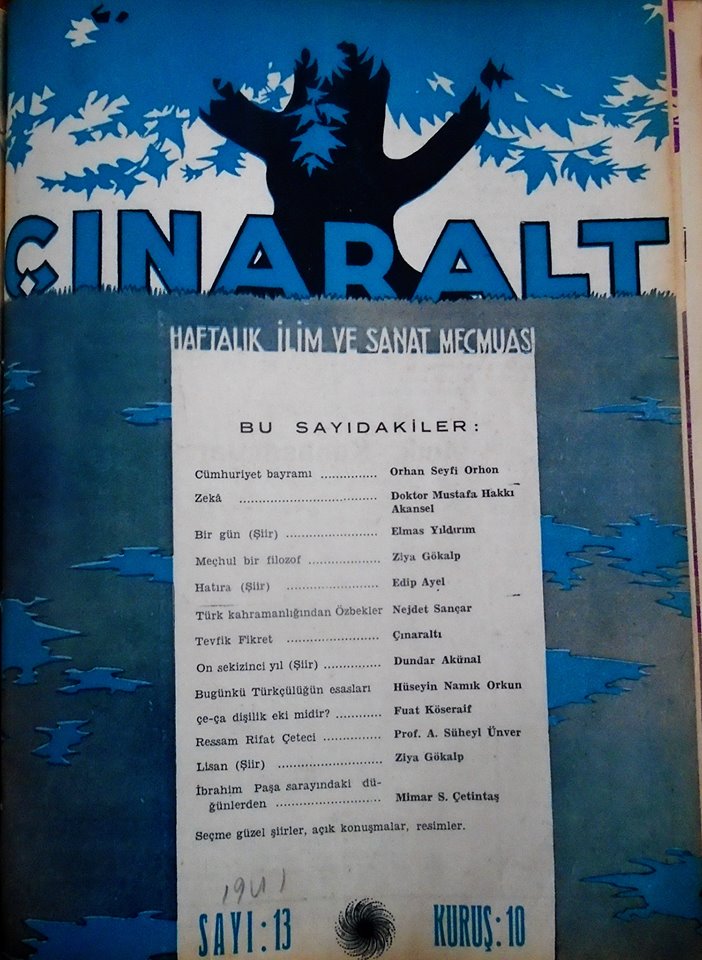 ÇINARALT
HAFTALIK İLİM VE SANAT MECMUASI
BU SAYIDAKİLER:
Cümhuriyet bayramı .............. Orhan Seyfi Orhon
Zekâ .................................. Doktor Mustafa Hakkı
Akansel
Bir gün (Şiir) ...................... Elmas Yıldırım
Meçhul bir filozof .................. Ziya Gökalp
Hatıra (Şiir) ....................... Edip Ayel
Türk kahramanlığından Özbekler Nejdet Sançar
Tevfik Fikret ....................... Çınaraltı
On sekizinci yıl (Şiir) .............. Dundar Akünal
Bugünkü Türkçülüğün esasları Hüseyin Namık Orkun
çe-ça dişilik eki midir? ........... Fuat Köseraif
Ressam Rifat Çeteci .............. Prof. A. Süheyl Ünver
Lisan (Şiir) ......................... Ziya Gökalp
İbrahim Paşa sarayındaki dü-
ğünlerden .......................... Mimar S. Çetintaş
Seçme güzel şiirler, açık konuşmalar, resimler.
1941
SAYI: 13 KURUŞ: 10